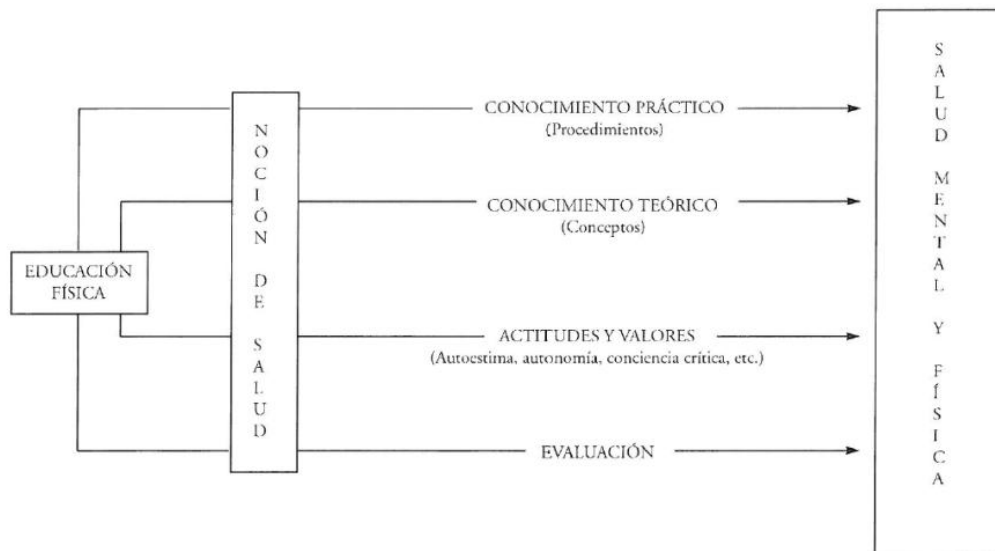 EDUCACIÓN
FÍSICA
NOCIÓN DE SALUD
CONOCIMIENTO PRÁCTICO
(Procedimientos)
CONOCIMIENTO TEÓRICO
(Conceptos)
ACTITUDES Y VALORES
(Autoestima, autonomía, conciencia crítica, etc.)
EVALUACIÓN
SALUD MENTAL Y FÍSICA